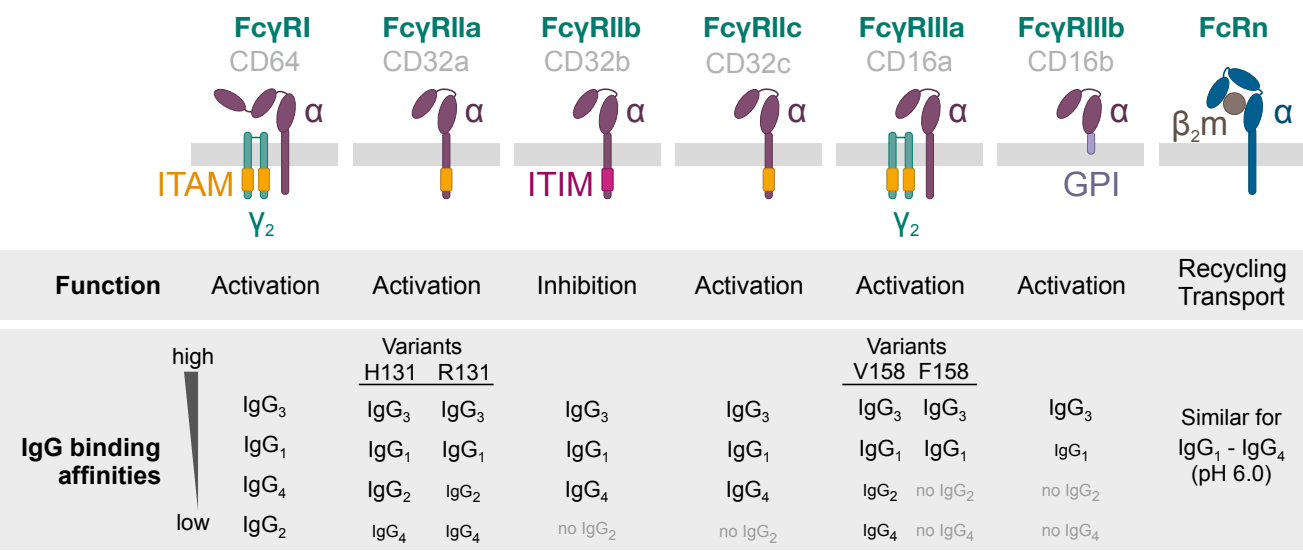 FcγRI FcγRIIa FcγRIIb FcγRIIc FcγRIIIa FcγRIIIb FcRn
CD64 CD32a CD32b CD32c CD16a CD16b
α α α α α α β₂m α
ITAM ITIM GPI
γ₂ γ₂
Function Activation Activation Inhibition Activation Activation Activation Recycling
Transport
high Variants Variants
H131 R131 V158 F158
IgG₃ IgG₃ IgG₃ IgG₃ IgG₃ IgG₃ IgG₃ IgG₃ Similar for
IgG binding IgG₁ IgG₁ IgG₁ IgG₁ IgG₁ IgG₁ IgG₁ IgG₁ IgG₁ - IgG₄
affinities IgG₄ IgG₂ IgG₂ IgG₄ IgG₄ IgG₂ no IgG₂ no IgG₂ (pH 6.0)
low IgG₂ IgG₄ IgG₄ no IgG₂ no IgG₂ IgG₄ no IgG₄ no IgG₄